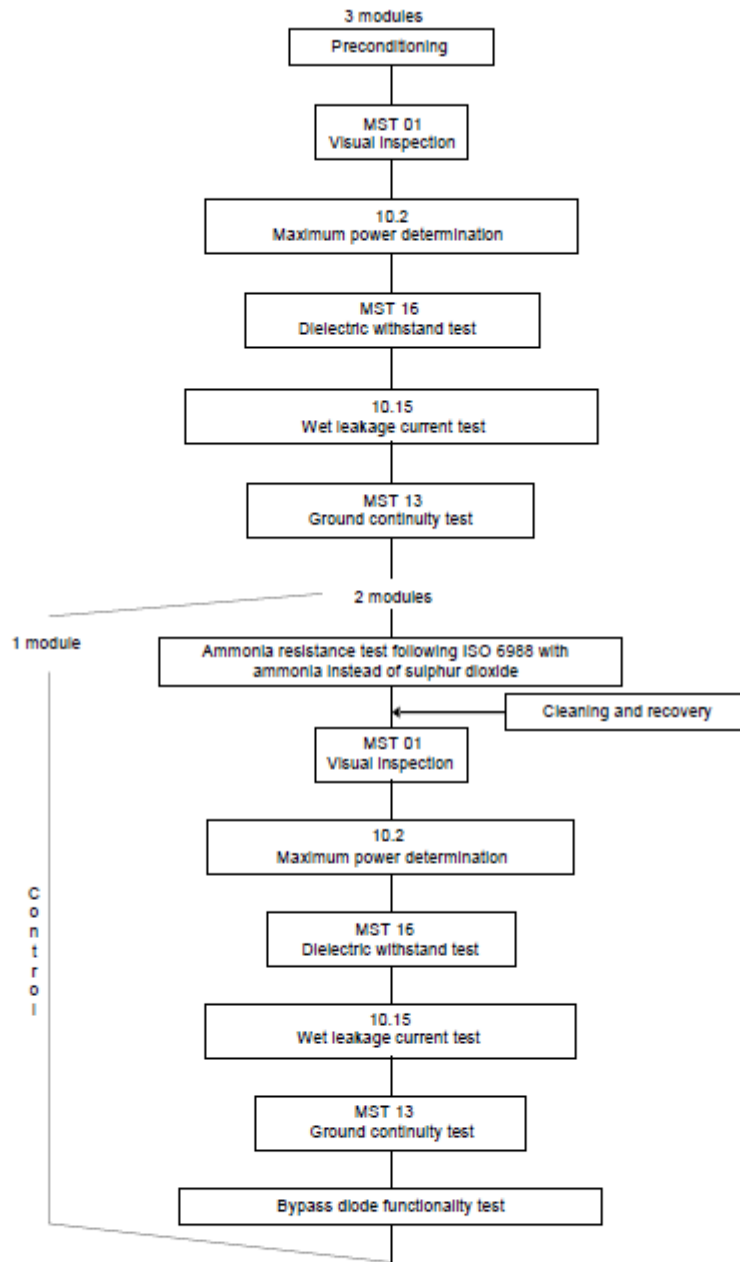 3 modules
Preconditioning
MST 01
Visual inspection
10.2
Maximum power determination
MST 16
Dielectric withstand test
10.15
Wet leakage current test
MST 13
Ground continuity test
2 modules
1 module
Ammonia resistance test following ISO 6988 with
ammonia instead of sulphur dioxide
Cleaning and recovery
MST 01
Visual inspection
10.2
Maximum power determination
MST 16
Dielectric withstand test
Control
10.15
Wet leakage current test
MST 13
Ground continuity test
Bypass diode functionality test